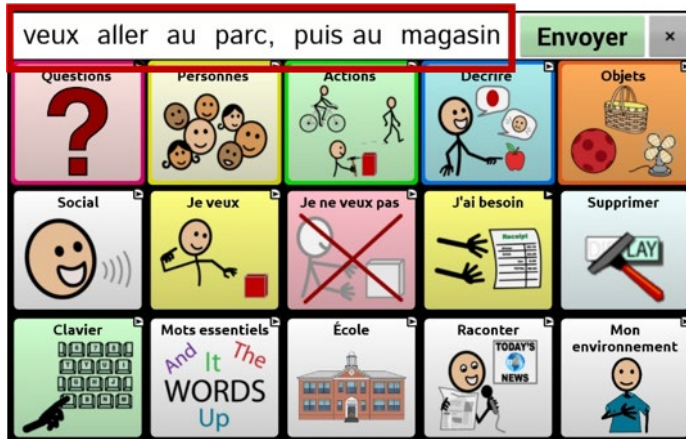 veux aller au parc, puis au magasin Envoyer ×
Questions Personnes Actions Décrire Objets
Social Je veux Je ne veux pas J'ai besoin Supprimer
Receipt
DISPLAY
Clavier Mots essentiels École Raconter Mon
environnement
And It The
WORDS
Up
TODAY'S
NEWS